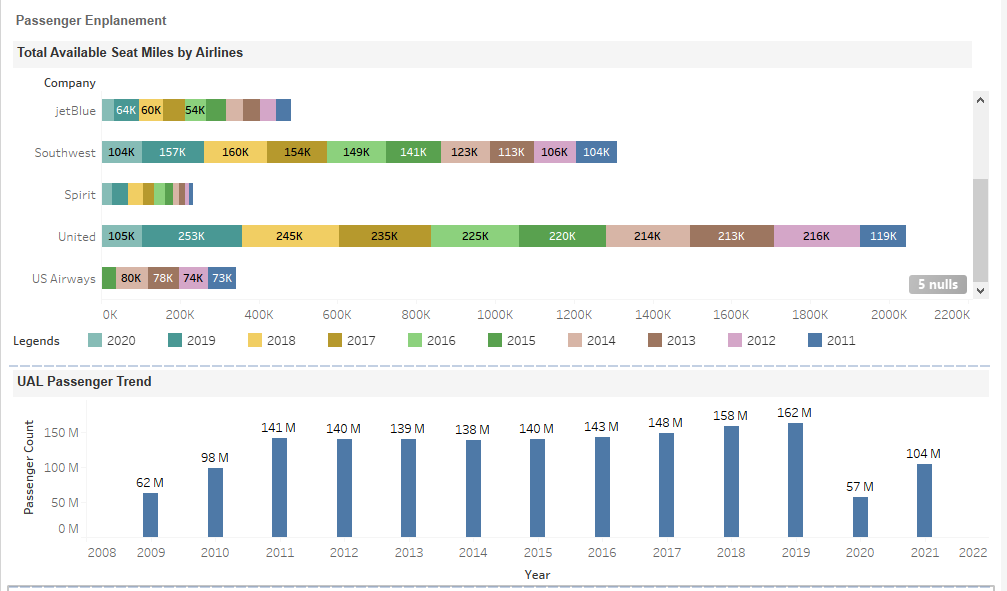 Passenger Enplanement
Total Available Seat Miles by Airlines
Company
jetBlue 64K 60K 54K
Southwest 104K 157K 160K 154K 149K 141K 123K 113K 106K 104K
Spirit
United 105K 253K 245K 235K 225K 220K 214K 213K 216K 119K
US Airways 80K 78K 74K 73K
5 nulls
0K 200K 400K 600K 800K 1000K 1200K 1400K 1600K 1800K 2000K 2200K
Legends 2020 2019 2018 2017 2016 2015 2014 2013 2012 2011
UAL Passenger Trend
Passenger Count
150 M
100 M
50 M
0 M
62 M 98 M 141 M 140 M 139 M 138 M 140 M 143 M 148 M 158 M 162 M 57 M 104 M
2008 2009 2010 2011 2012 2013 2014 2015 2016 2017 2018 2019 2020 2021 2022
Year